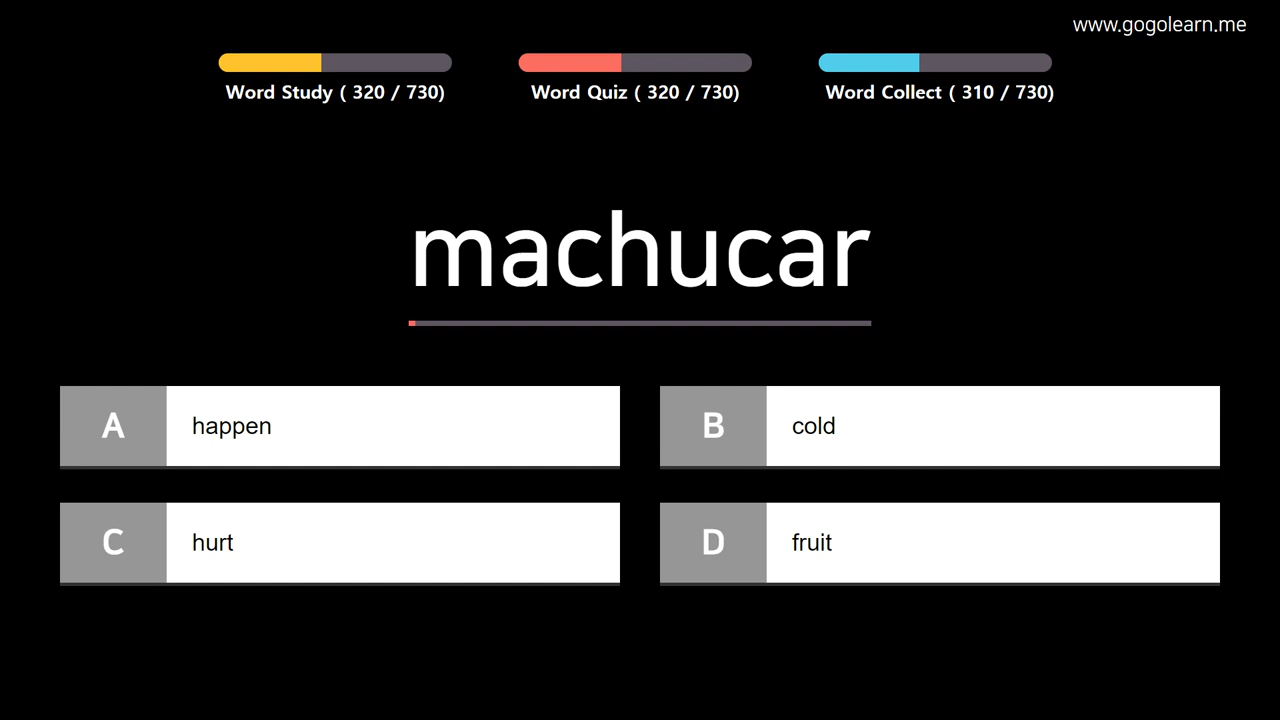 www.gogolearn.me
Word Study ( 320 / 730)
Word Quiz ( 320 / 730)
Word Collect ( 310 / 730)
machucar
A happen
B cold
C hurt
D fruit